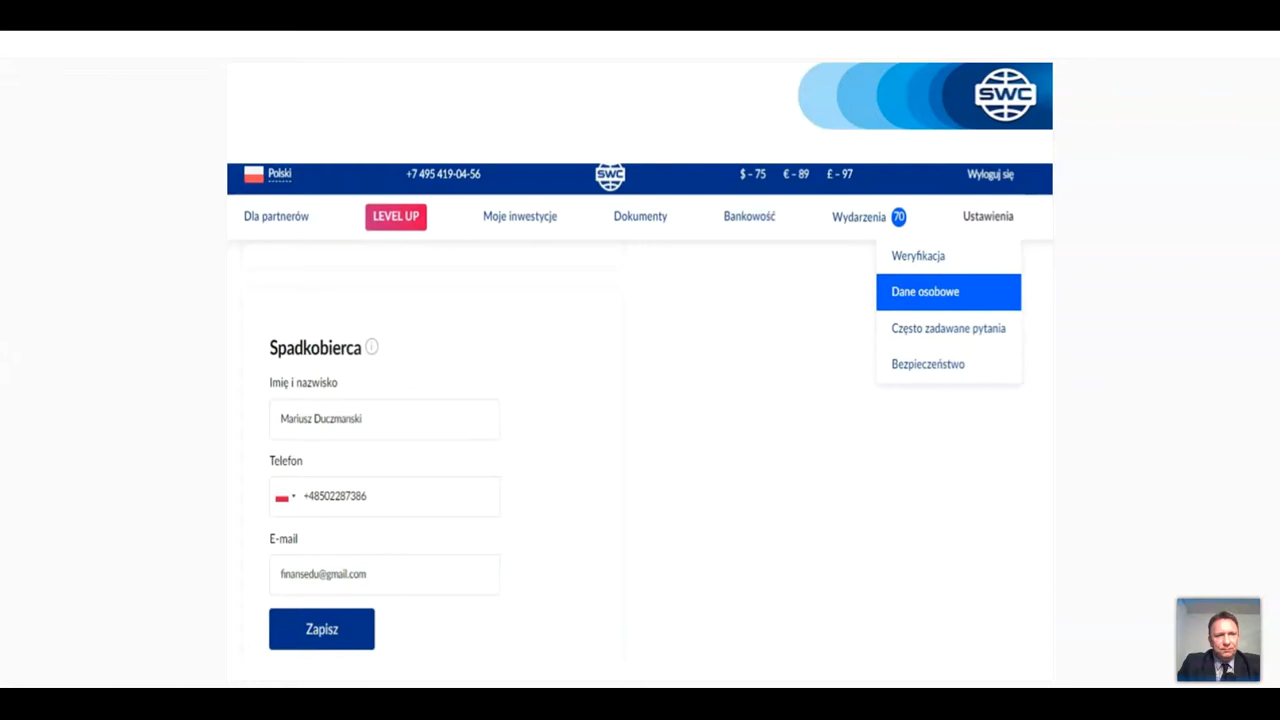 SWC
Polski
+7 495 419-04-56
SWC
$ – 75 € – 89 £ – 97
Wyloguj się
Dla partnerów
LEVEL UP
Moje inwestycje
Dokumenty
Bankowość
Wydarzenia 70
Ustawienia
Weryfikacja
Dane osobowe
Często zadawane pytania
Bezpieczeństwo
Spadkobierca
Imię i nazwisko
Mariusz Duczmanski
Telefon
+48502287386
E-mail
finansedu@gmail.com
Zapisz